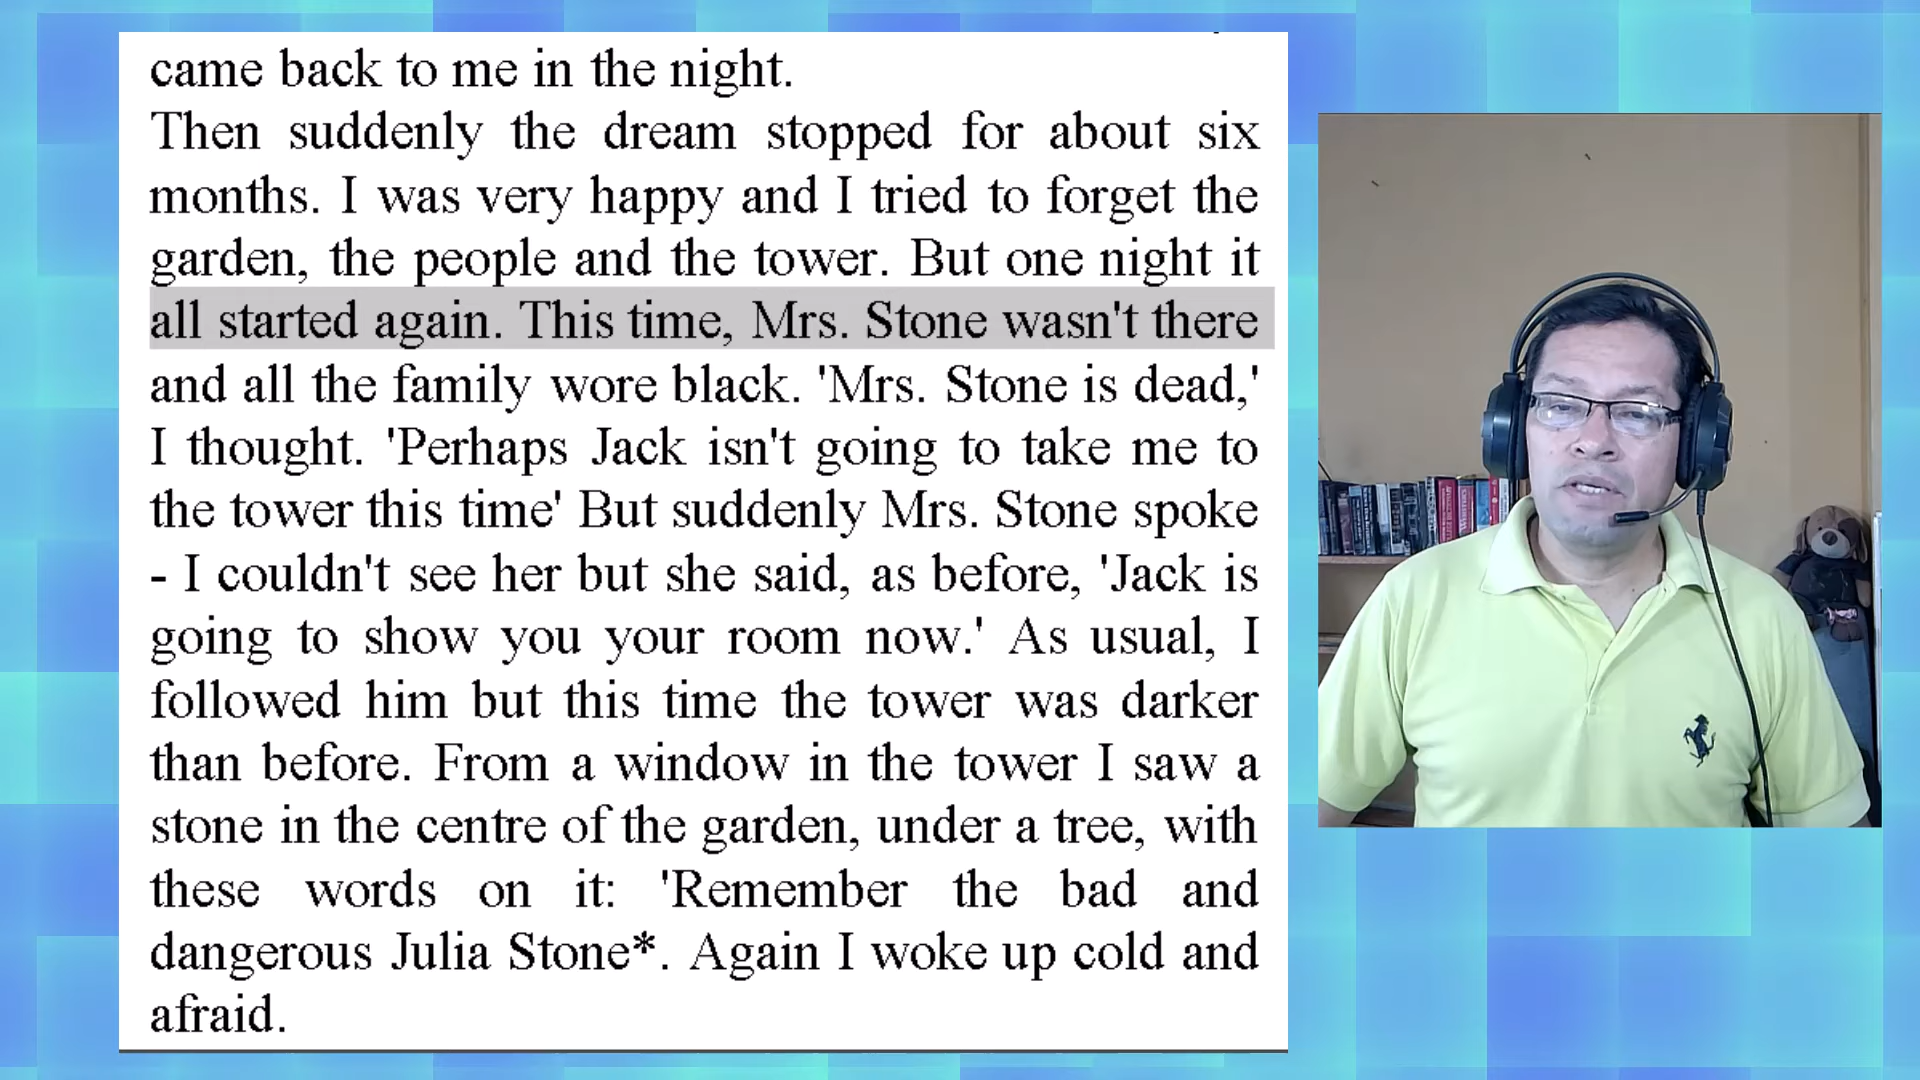 came back to me in the night.
Then suddenly the dream stopped for about six
months. I was very happy and I tried to forget the
garden, the people and the tower. But one night it
all started again. This time, Mrs. Stone wasn't there
and all the family wore black. 'Mrs. Stone is dead,'
I thought. 'Perhaps Jack isn't going to take me to
the tower this time' But suddenly Mrs. Stone spoke
- I couldn't see her but she said, as before, 'Jack is
going to show you your room now.' As usual, I
followed him but this time the tower was darker
than before. From a window in the tower I saw a
stone in the centre of the garden, under a tree, with
these words on it: 'Remember the bad and
dangerous Julia Stone*. Again I woke up cold and
afraid.